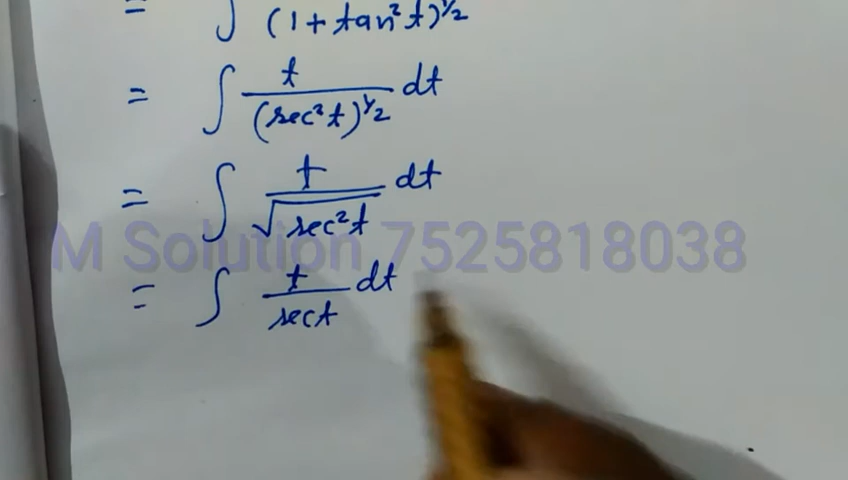 = ∫ (1 + tan²t)^1/2
= ∫ t/(sec²t)^1/2 dt
= ∫ t/√sec²t dt
M Solution 7525818038
= ∫ t/sect dt